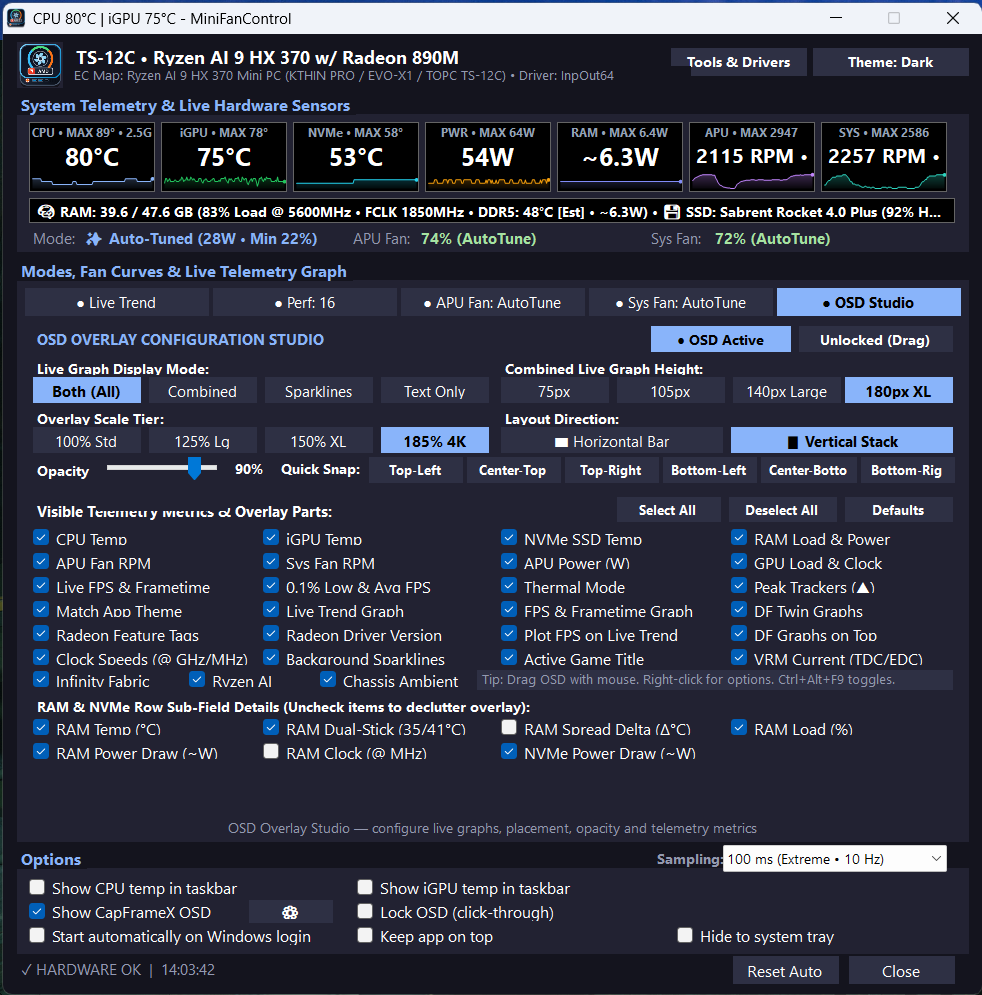 CPU 80°C | iGPU 75°C - MiniFanControl
TS-12C • Ryzen AI 9 HX 370 w/ Radeon 890M
EC Map: Ryzen AI 9 HX 370 Mini PC (KTHIN PRO / EVO-X1 / TOPC TS-12C) • Driver: InpOut64
Tools & Drivers
Theme: Dark
System Telemetry & Live Hardware Sensors
CPU • MAX 89° • 2.5G
80°C
iGPU • MAX 78°
75°C
NVMe • MAX 58°
53°C
PWR • MAX 64W
54W
RAM • MAX 6.4W
~6.3W
APU • MAX 2947
2115 RPM •
SYS • MAX 2586
2257 RPM •
RAM: 39.6 / 47.6 GB (83% Load @ 5600MHz • FCLK 1850MHz • DDR5: 48°C [Est] • ~6.3W) • SSD: Sabrent Rocket 4.0 Plus (92% H...
Mode: Auto-Tuned (28W • Min 22%) APU Fan: 74% (AutoTune) Sys Fan: 72% (AutoTune)
Modes, Fan Curves & Live Telemetry Graph
● Live Trend ● Perf: 16 ● APU Fan: AutoTune ● Sys Fan: AutoTune ● OSD Studio
OSD OVERLAY CONFIGURATION STUDIO ● OSD Active Unlocked (Drag)
Live Graph Display Mode: Combined Live Graph Height:
Both (All) Combined Sparklines Text Only 75px 105px 140px Large 180px XL
Overlay Scale Tier: Layout Direction:
100% Std 125% Lg 150% XL 185% 4K Horizontal Bar Vertical Stack
Opacity 90% Quick Snap: Top-Left Center-Top Top-Right Bottom-Left Center-Botto Bottom-Rig
Visible Telemetry Metrics & Overlay Parts: Select All Deselect All Defaults
CPU Temp iGPU Temp NVMe SSD Temp RAM Load & Power
APU Fan RPM Sys Fan RPM APU Power (W) GPU Load & Clock
Live FPS & Frametime 0.1% Low & Avg FPS Thermal Mode Peak Trackers (▲)
Match App Theme Live Trend Graph FPS & Frametime Graph DF Twin Graphs
Radeon Feature Tags Radeon Driver Version Plot FPS on Live Trend DF Graphs on Top
Clock Speeds (@ GHz/MHz) Background Sparklines Active Game Title VRM Current (TDC/EDC)
Infinity Fabric Ryzen AI Chassis Ambient Tip: Drag OSD with mouse. Right-click for options. Ctrl+Alt+F9 toggles.
RAM & NVMe Row Sub-Field Details (Uncheck items to declutter overlay):
RAM Temp (°C) RAM Dual-Stick (35/41°C) RAM Spread Delta (Δ°C) RAM Load (%)
RAM Power Draw (~W) RAM Clock (@ MHz) NVMe Power Draw (~W)
OSD Overlay Studio — configure live graphs, placement, opacity and telemetry metrics
Options Sampling: 100 ms (Extreme • 10 Hz)
Show CPU temp in taskbar Show iGPU temp in taskbar
Show CapFrameX OSD Lock OSD (click-through)
Start automatically on Windows login Keep app on top Hide to system tray
✓ HARDWARE OK | 14:03:42 Reset Auto Close